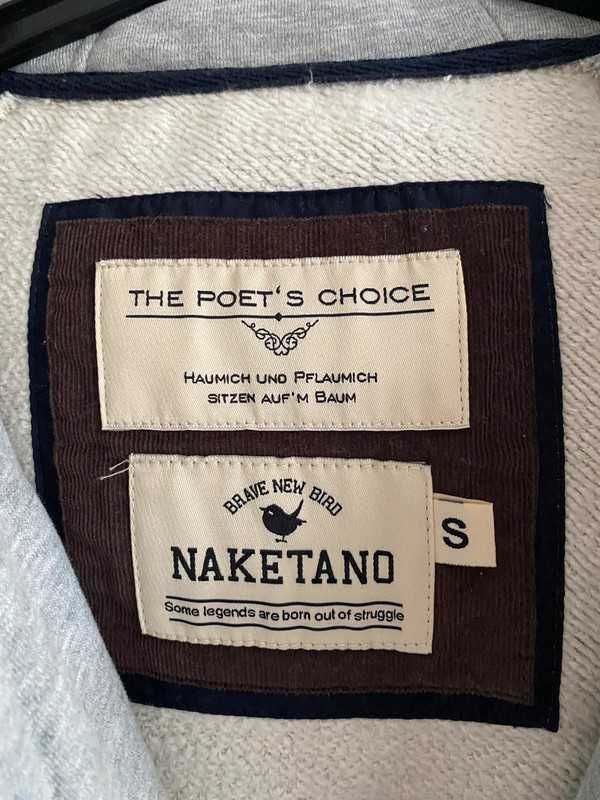 THE POET'S CHOICE
HAUMICH UND PFLAUMICH
SITZEN AUF'M BAUM
BRAVE NEW BIRD
NAKETANO
S
Some legends are born out of struggle